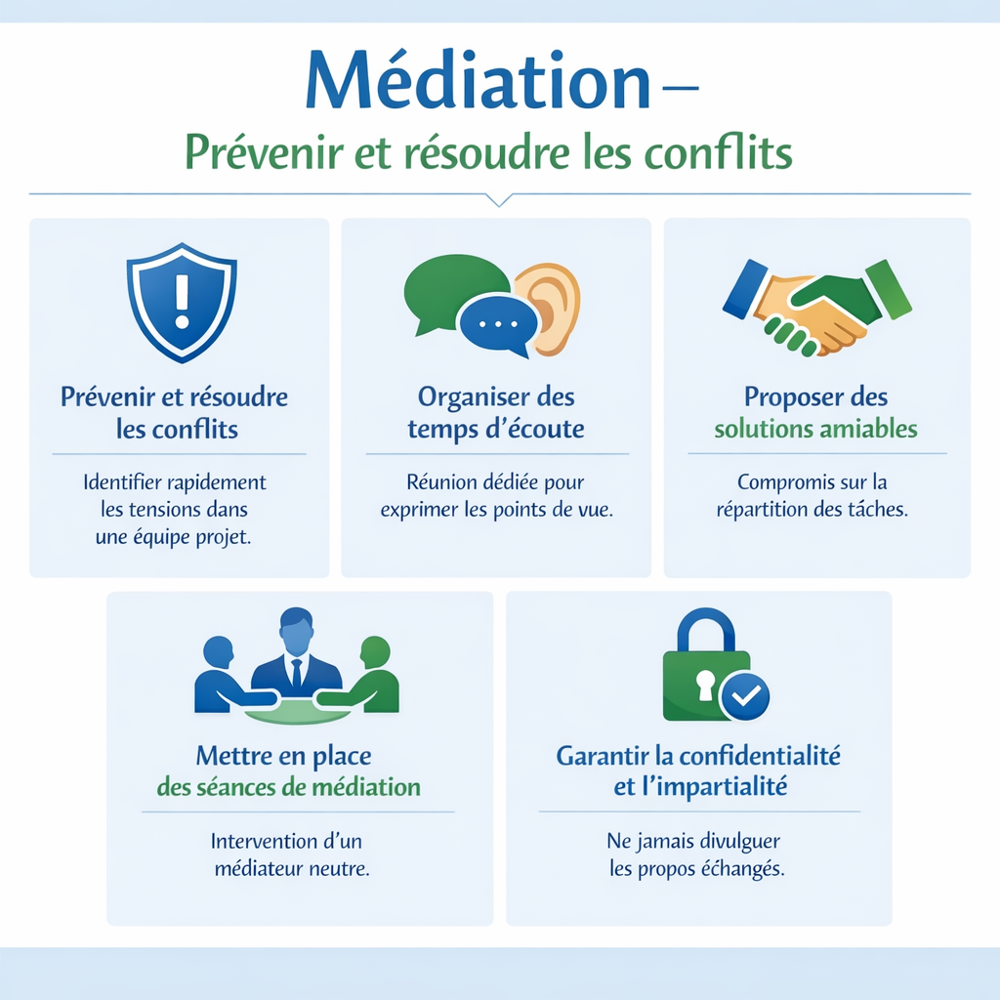 Médiation –
Prévenir et résoudre les conflits
Prévenir et résoudre
les conflits
Identifier rapidement
les tensions dans
une équipe projet.
Organiser des
temps d'écoute
Réunion dédiée pour
exprimer les points de vue.
Proposer des
solutions amiables
Compromis sur la
répartition des táches.
Mettre en place
des séances de médiation
Intervention d'un
médiateur neutre.
Garantir la confidentialité
et l'impartialité
Ne jamais divulguer
les propos éćhangés.